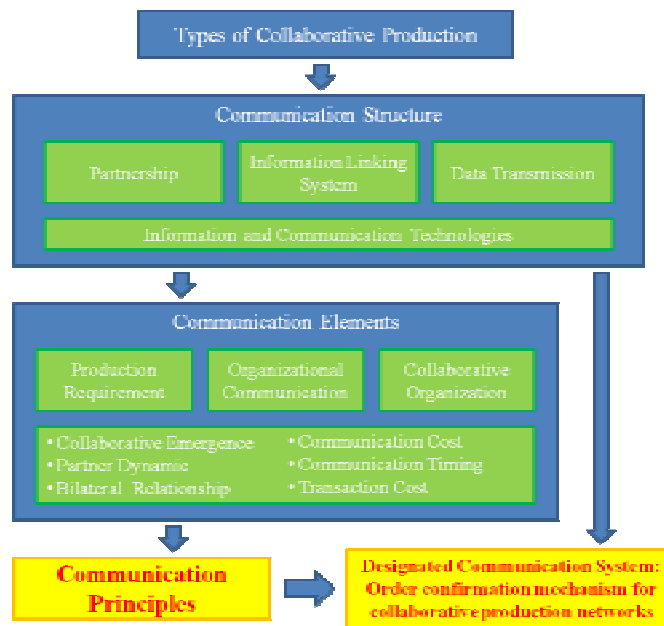 Types of Collaborative Production
Communication Structure
Partnership
Information Linking
System
Data Transmission
Information and Communication Technologies
Communication Elements
Production
Requirement
Organizational
Communication
Collaborative
Organization
• Collaborative Emergence
• Partner Dynamic
• Bilateral Relationship
• Communication Cost
• Communication Timing
• Transaction Cost
Communication
Principles
Designated Communication System:
Order confirmation mechanism for
collaborative production networks